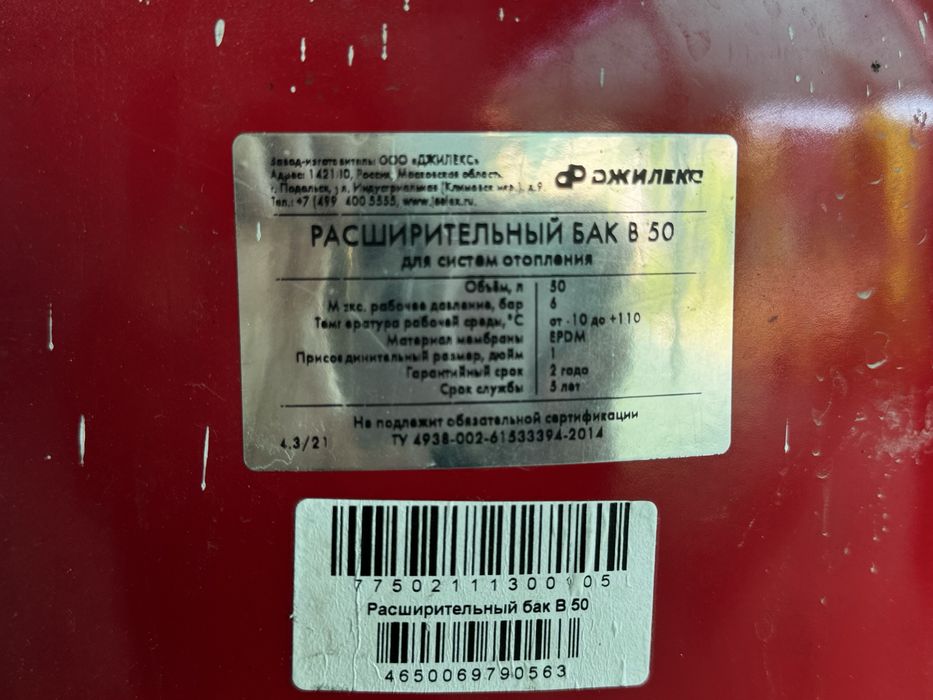 Завод-изготовитель: ООО «ДЖИЛЕКС»
Адрес: 142110, Россия, Московская область,
г. Подольск, ул. Индустриальная (Климовск мкр.), д.9
Тел.: +7 (499) 400 5555, www.jeelex.ru
ДЖИЛЕКС
РАСШИРИТЕЛЬНЫЙ БАК В 50
для систем отопления
Объём, л 50
Макс. рабочее давление, бар 6
Температура рабочей среды, °С от -10 до +110
Материал мембраны EPDM
Присоединительный размер, дюйм 1
Гарантийный срок 2 года
Срок службы 5 лет
Не подлежит обязательной сертификации
4.3/21 ТУ 4938-002-61533394-2014
77502111300105
Расширительный бак В 50
4650069790563